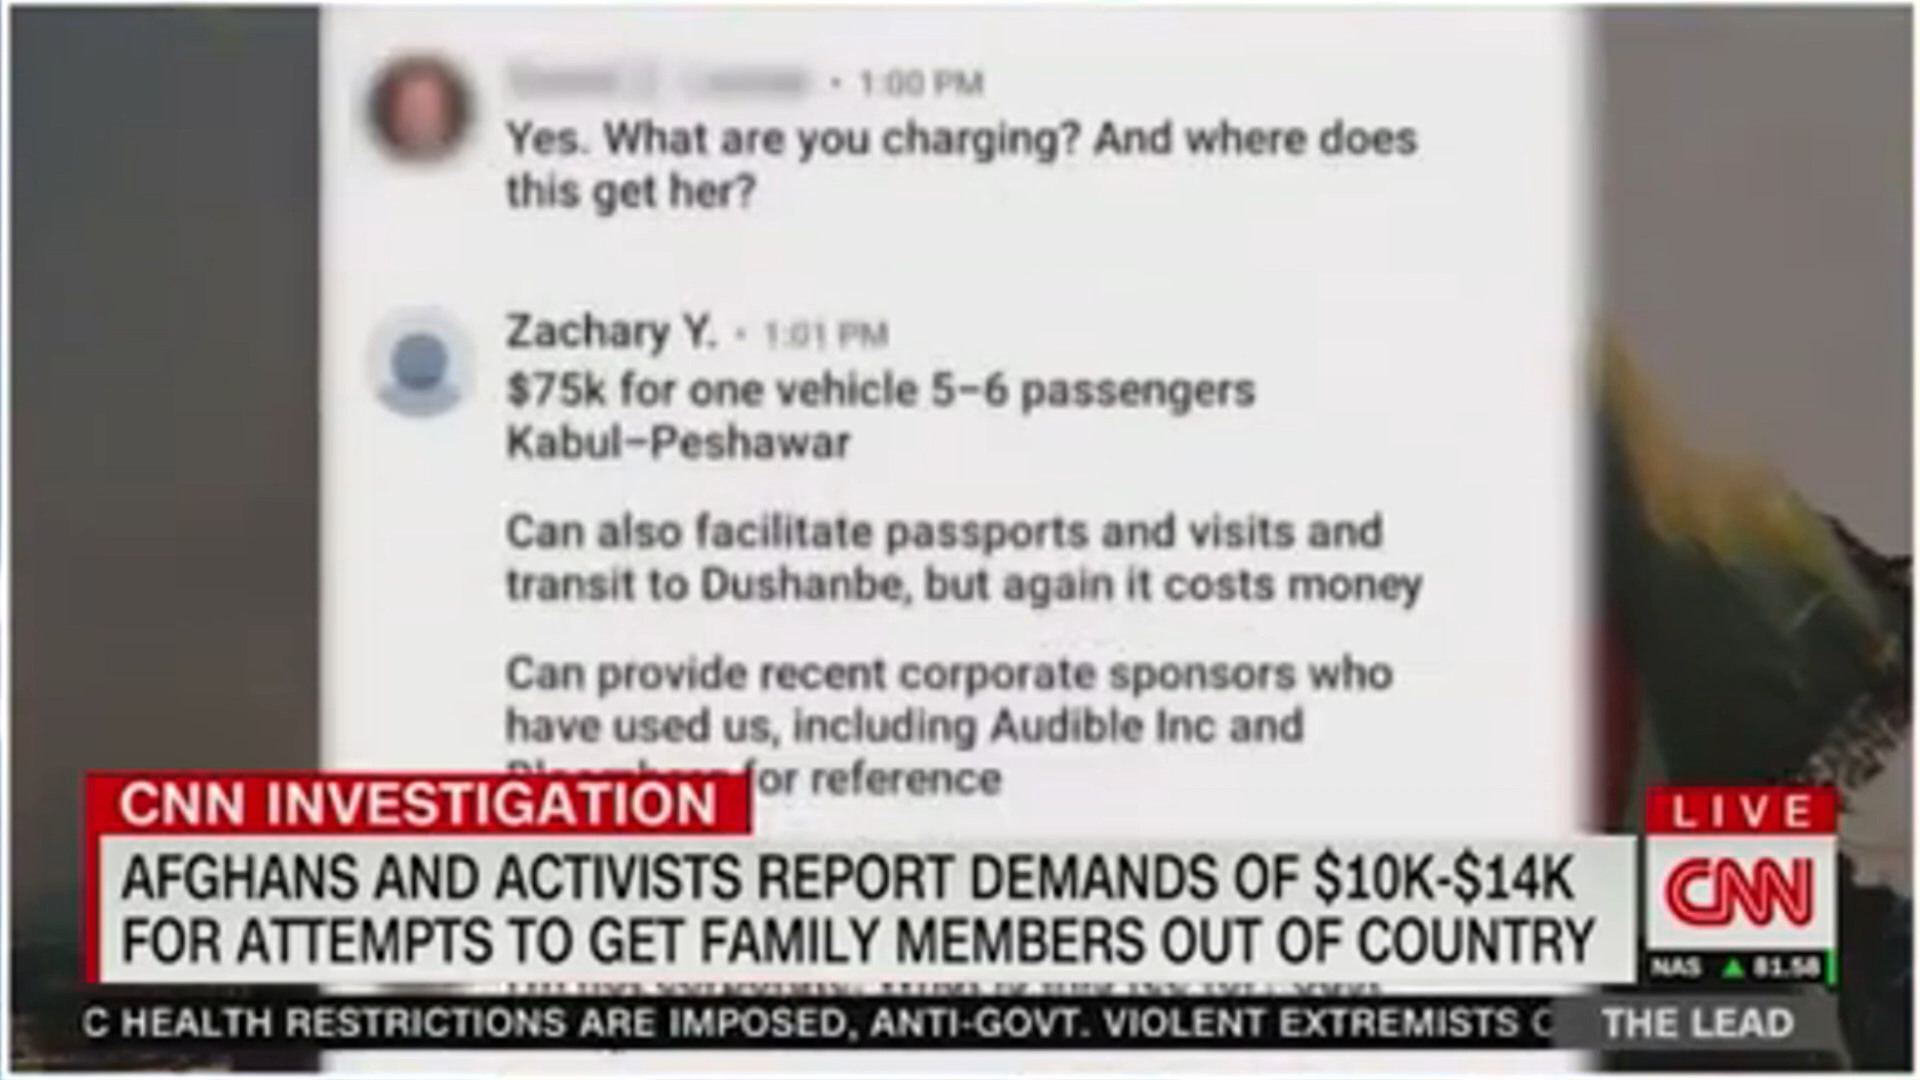 1:00 PM
Yes. What are you charging? And where does
this get her?
Zachary Y. · 1:01 PM
$75k for one vehicle 5–6 passengers
Kabul–Peshawar
Can also facilitate passports and visits and
transit to Dushanbe, but again it costs money
Can provide recent corporate sponsors who
have used us, including Audible Inc and
for reference
CNN INVESTIGATION
AFGHANS AND ACTIVISTS REPORT DEMANDS OF $10K-$14K
FOR ATTEMPTS TO GET FAMILY MEMBERS OUT OF COUNTRY
LIVE
CNN
NAS ▲ 81.58
C HEALTH RESTRICTIONS ARE IMPOSED, ANTI-GOVT. VIOLENT EXTREMISTS
THE LEAD